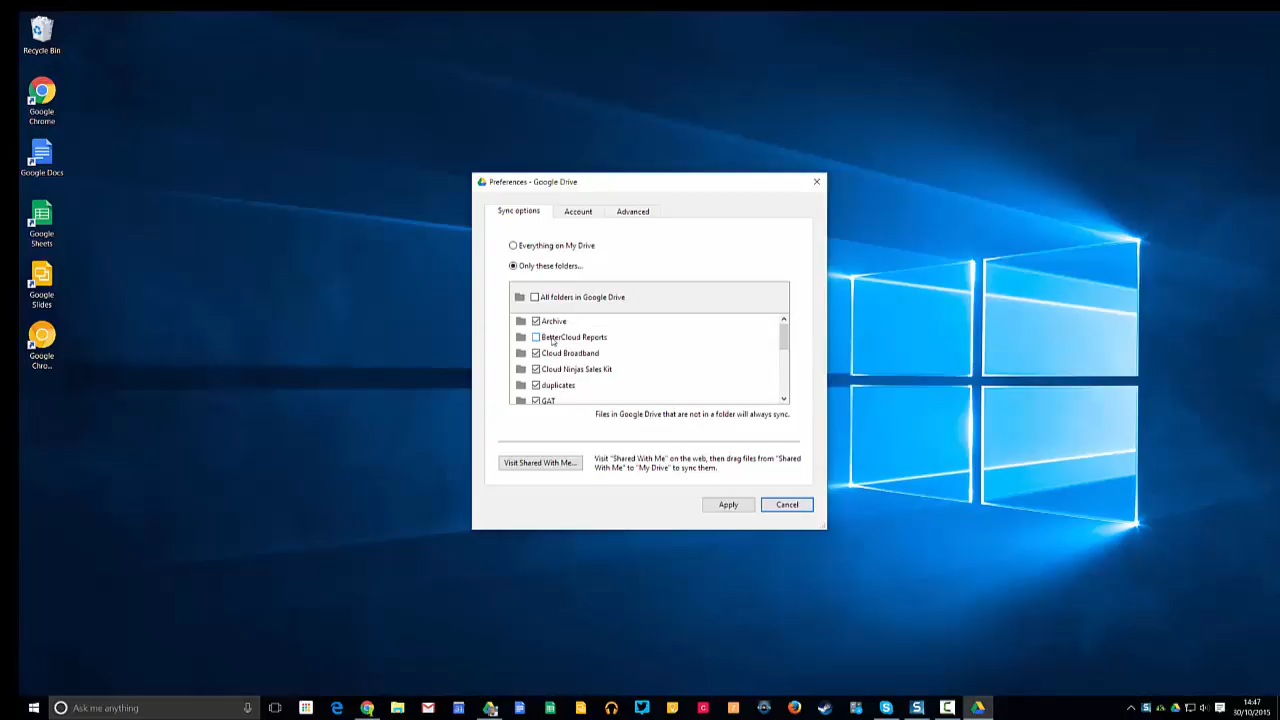 Recycle Bin
Google
Chrome
Google Docs
Google
Sheets
Google
Slides
Google
Chro...
Preferences - Google Drive
Sync options
Account
Advanced
Everything on My Drive
Only these folders...
All folders in Google Drive
Archive
BetterCloud Reports
Cloud Broadband
Cloud Ninjas Sales Kit
duplicates
GAT
Files in Google Drive that are not in a folder will always sync.
Visit Shared With Me...
Visit "Shared With Me" on the web, then drag files from "Shared
With Me" to "My Drive" to sync them.
Apply
Cancel
Ask me anything
14:47
30/10/2015